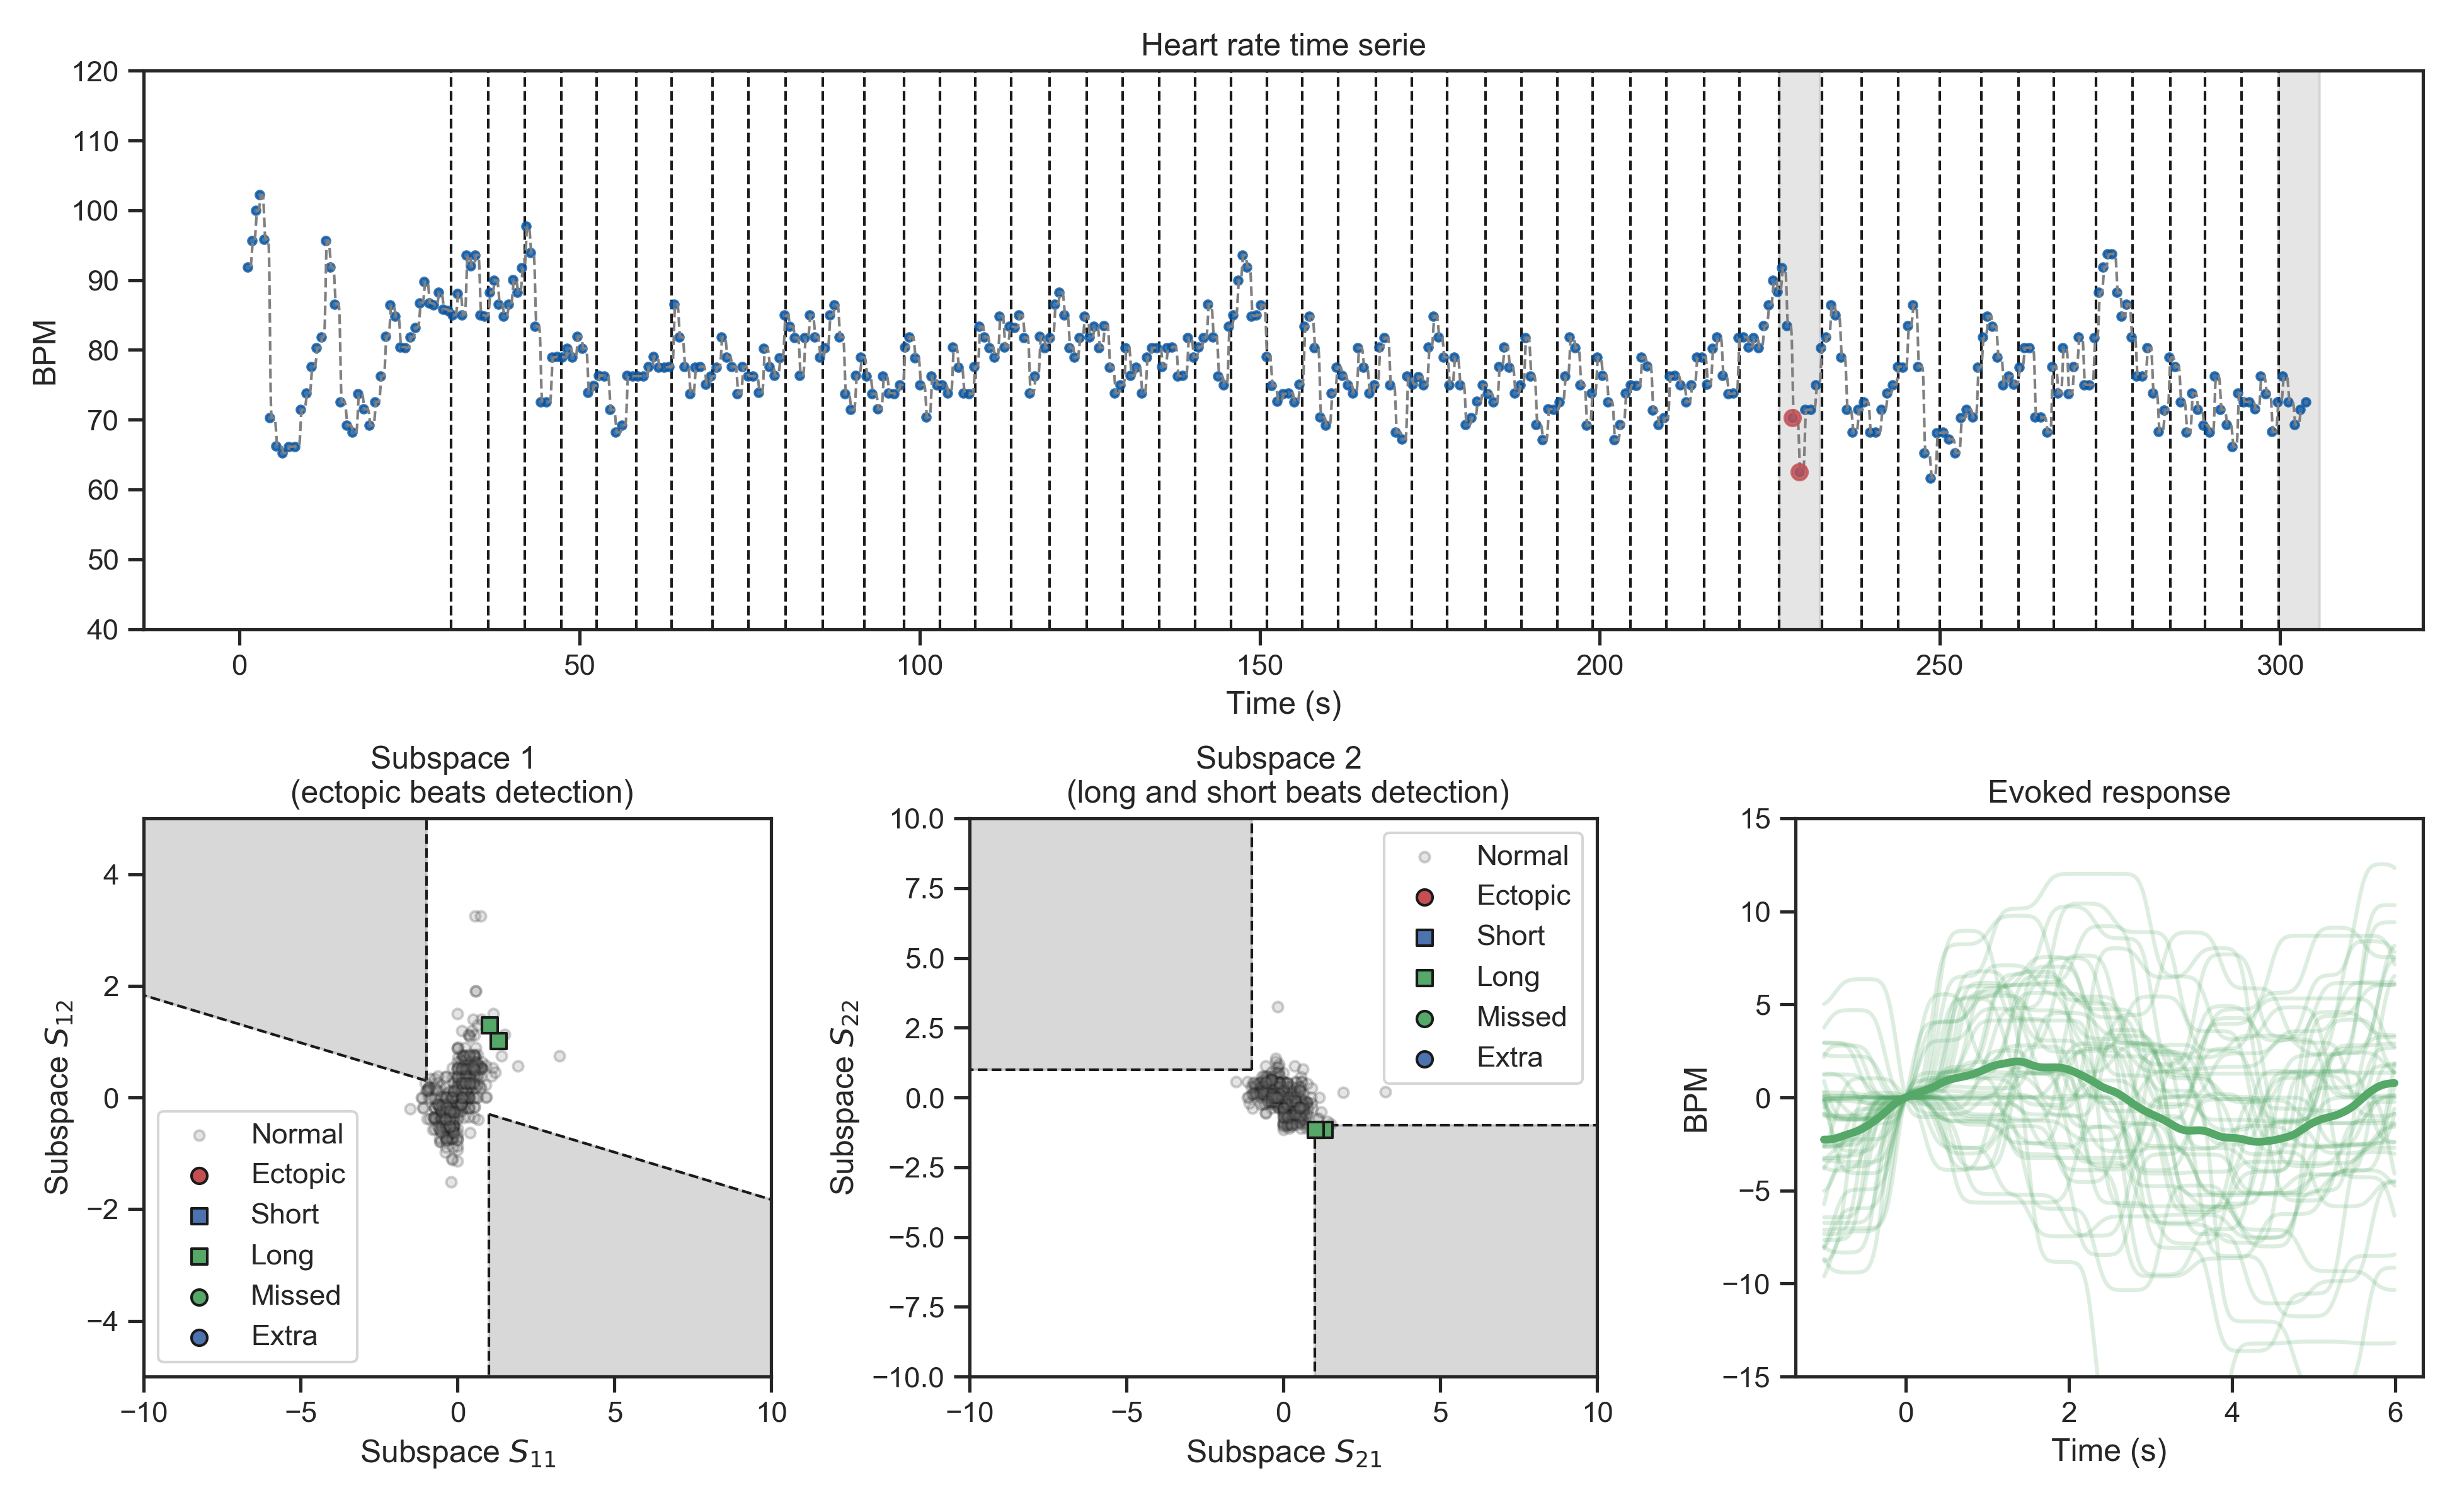 Heart rate time serie
120
110
100
90
80
70
60
50
40
BPM
0 50 100 150 200 250 300
Time (s)
Subspace 1
(ectopic beats detection)
4
2
0
−2
−4
Subspace S12
Normal
Ectopic
Short
Long
Missed
Extra
−10 −5 0 5 10
Subspace S11
Subspace 2
(long and short beats detection)
10.0
7.5
5.0
2.5
0.0
−2.5
−5.0
−7.5
−10.0
Subspace S22
Normal
Ectopic
Short
Long
Missed
Extra
−10 −5 0 5 10
Subspace S21
Evoked response
15
10
5
0
−5
−10
−15
BPM
0 2 4 6
Time (s)